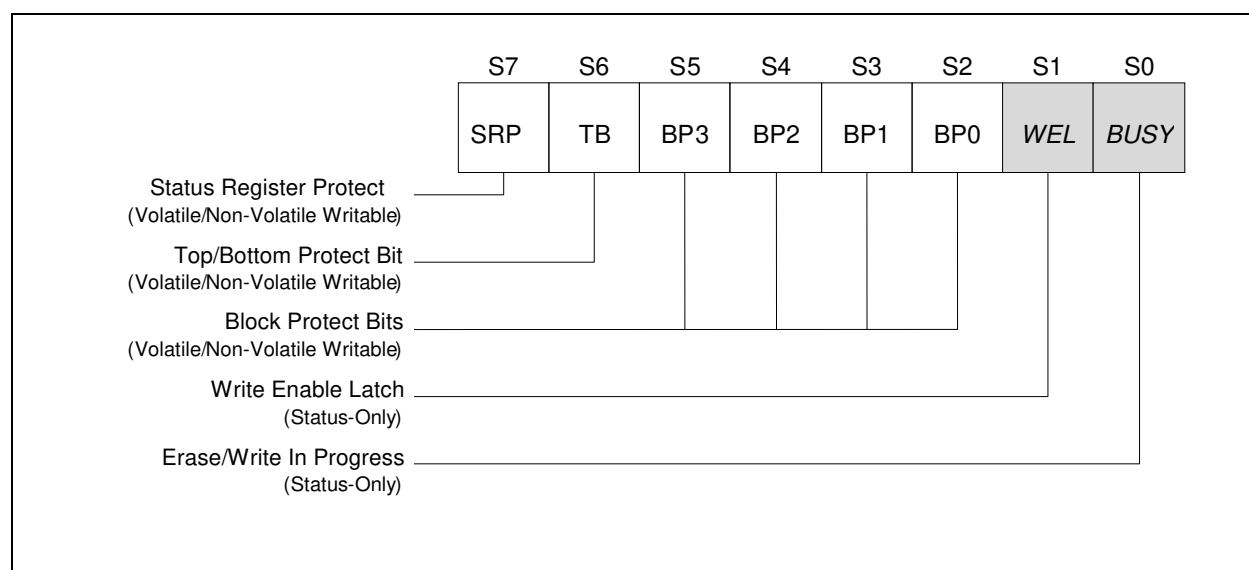 S7 S6 S5 S4 S3 S2 S1 S0
SRP TB BP3 BP2 BP1 BP0 WEL BUSY
Status Register Protect
(Volatile/Non-Volatile Writable)
Top/Bottom Protect Bit
(Volatile/Non-Volatile Writable)
Block Protect Bits
(Volatile/Non-Volatile Writable)
Write Enable Latch
(Status-Only)
Erase/Write In Progress
(Status-Only)